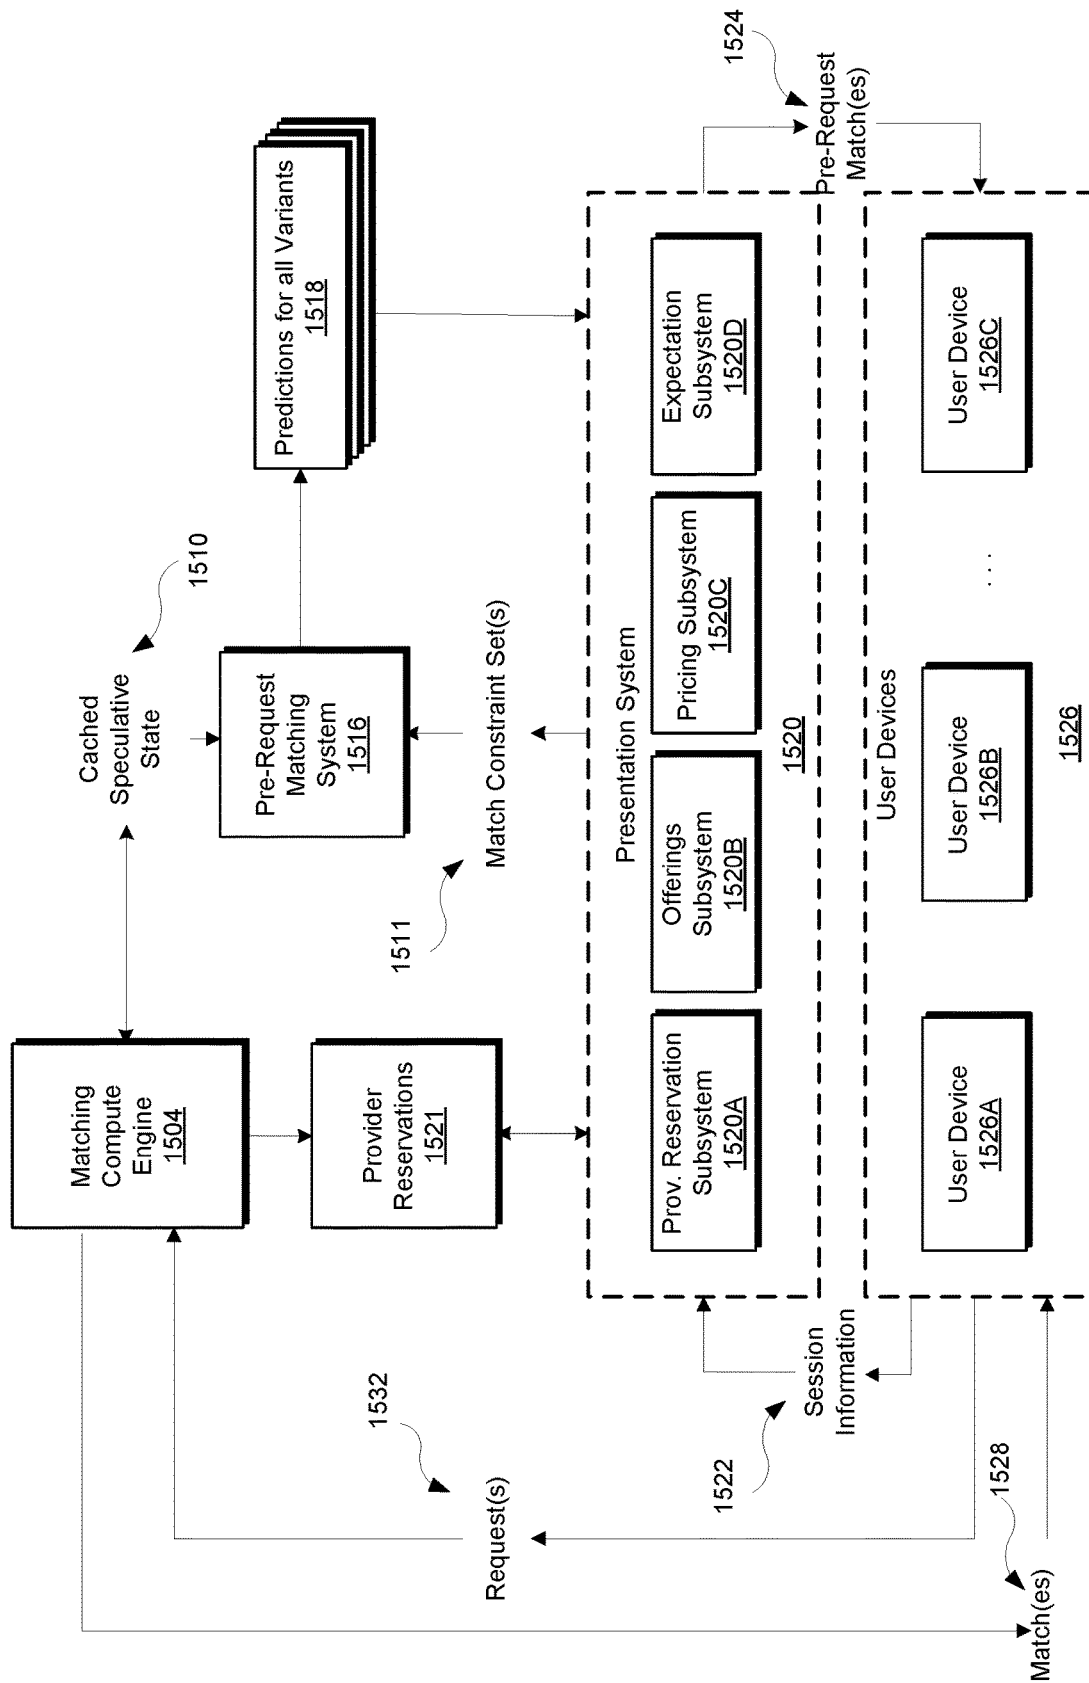 Matching
Compute
Engine
1504
Cached
Speculative
State
1510
Provider
Reservations
1521
Pre-Request
Matching
System
1516
Predictions for all Variants
1518
1532
Request(s)
1511
Match Constraint Set(s)
Presentation System
Prov. Reservation
Subsystem
1520A
Offerings
Subsystem
1520B
Pricing Subsystem
1520C
Expectation
Subsystem
1520D
1520
1524
Pre-Request
Match(es)
1522
Session
Information
User Devices
User Device
1526A
User Device
1526B
. . .
User Device
1526C
1526
1528
Match(es)